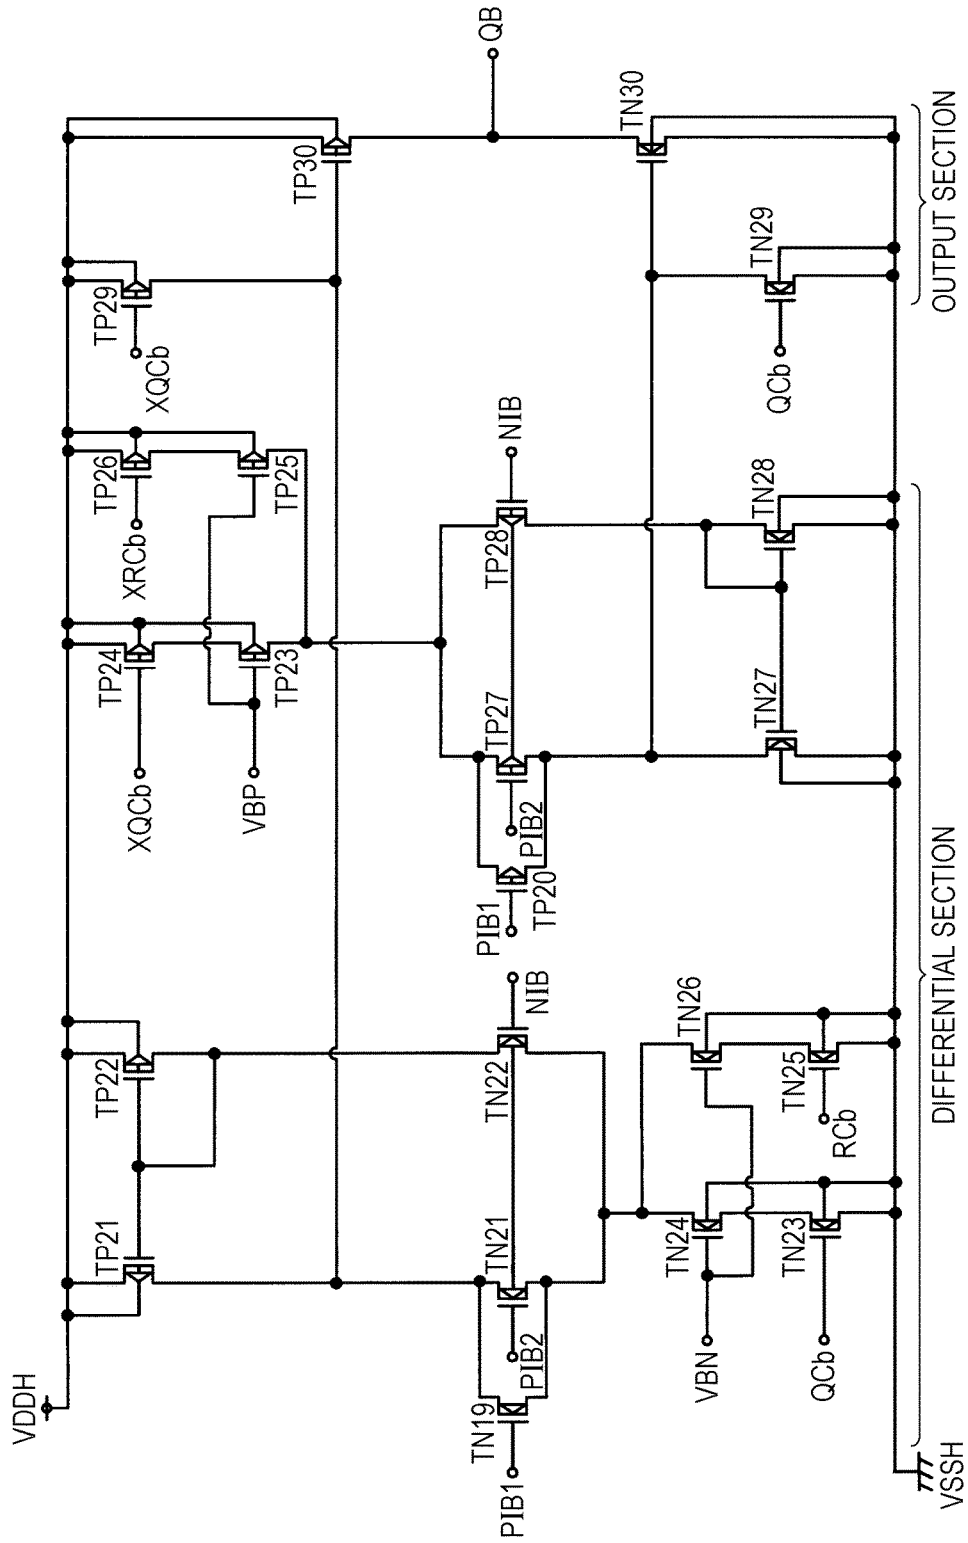 VDDH
TP21
TP22
TP24
XQCb
TP26
XRCb
TP29
XQCb
TP23
VBP
TP25
TP30
QB
PIB1
TN19
PIB2
TN21
TN22
NIB
PIB1
TP20
PIB2
TP27
TP28
NIB
TN30
VBN
TN24
TN26
QCb
TN23
TN25
RCb
TN27
TN28
QCb
TN29
VSSH
DIFFERENTIAL SECTION
OUTPUT SECTION